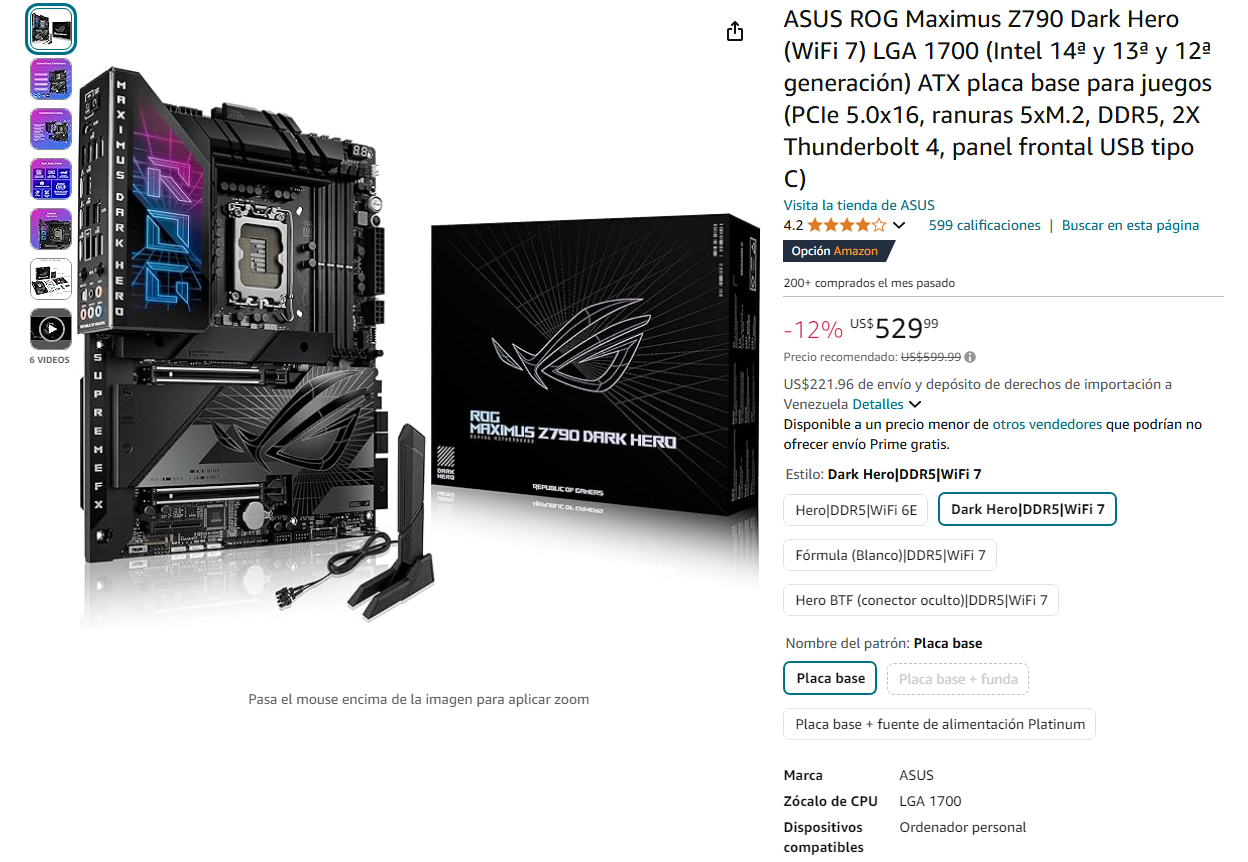 ASUS ROG Maximus Z790 Dark Hero
(WiFi 7) LGA 1700 (Intel 14ª y 13ª y 12ª
generación) ATX placa base para juegos
(PCIe 5.0x16, ranuras 5xM.2, DDR5, 2X
Thunderbolt 4, panel frontal USB tipo
C)
Visita la tienda de ASUS
4.2 599 calificaciones | Buscar en esta página
Opción Amazon
200+ comprados el mes pasado
-12% US$52999
Precio recomendado: US$599.99
US$221.96 de envío y depósito de derechos de importación a
Venezuela Detalles
Disponible a un precio menor de otros vendedores que podrían no
ofrecer envío Prime gratis.
Estilo: Dark Hero|DDR5|WiFi 7
Hero|DDR5|WiFi 6E
Dark Hero|DDR5|WiFi 7
Fórmula (Blanco)|DDR5|WiFi 7
Hero BTF (conector oculto)|DDR5|WiFi 7
Nombre del patrón: Placa base
Placa base
Placa base + funda
Placa base + fuente de alimentación Platinum
Marca ASUS
Zócalo de CPU LGA 1700
Dispositivos Ordenador personal
compatibles
6 VIDEOS
MAXIMUS DARK HERO
SUPREMEFX
ROG
MAXIMUS Z790 DARK HERO
GAMING MOTHERBOARD
DARK
HERO
REPUBLIC OF GAMERS
Pasa el mouse encima de la imagen para aplicar zoom